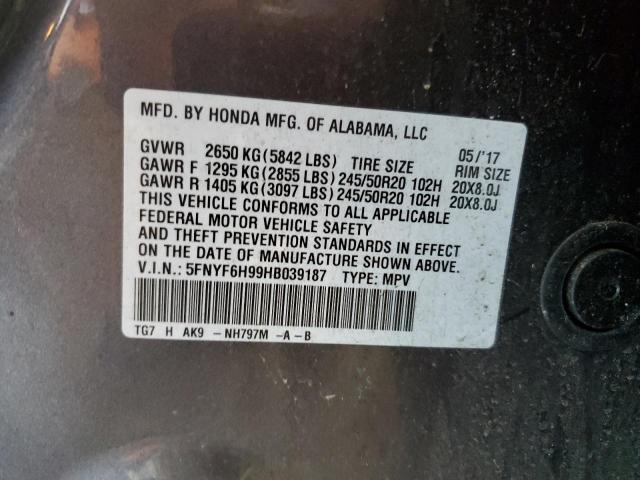 MFD. BY HONDA MFG. OF ALABAMA, LLC
GVWR 2650 KG(5842 LBS) TIRE SIZE 05/'17 RIM SIZE
GAWR F 1295 KG(2855 LBS)245/50R20 102H 20X8.0J
GAWR R 1405 KG(3097 LBS)245/50R20 102H 20X8.0J
THIS VEHICLE CONFORMS TO ALL APPLICABLE
FEDERAL MOTOR VEHICLE SAFETY
AND THEFT PREVENTION STANDARDS IN EFFECT
ON THE DATE OF MANUFACTURE SHOWN ABOVE.
V.I.N.: 5FNYF6H99HB039187 TYPE: MPV
TG7 H AK9 -NH797M -A-B